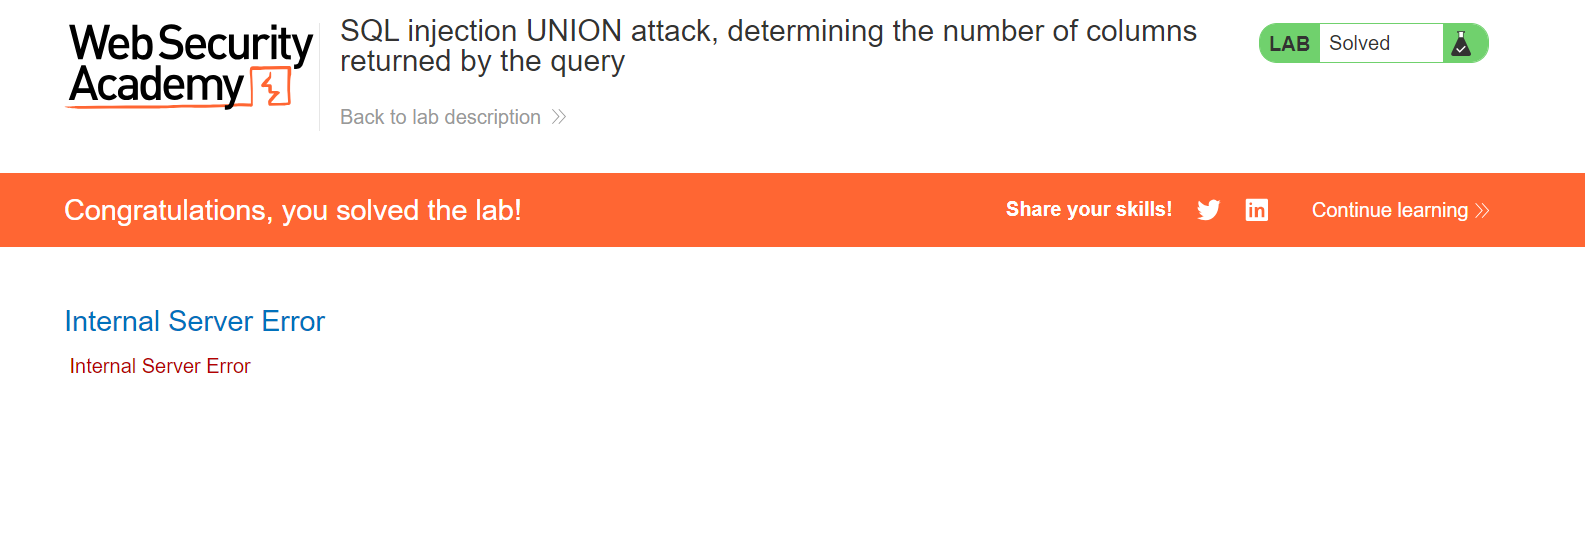 Web Security
Academy
SQL injection UNION attack, determining the number of columns
returned by the query
Back to lab description
LAB Solved
Congratulations, you solved the lab!
Share your skills!
Continue learning
Internal Server Error
Internal Server Error